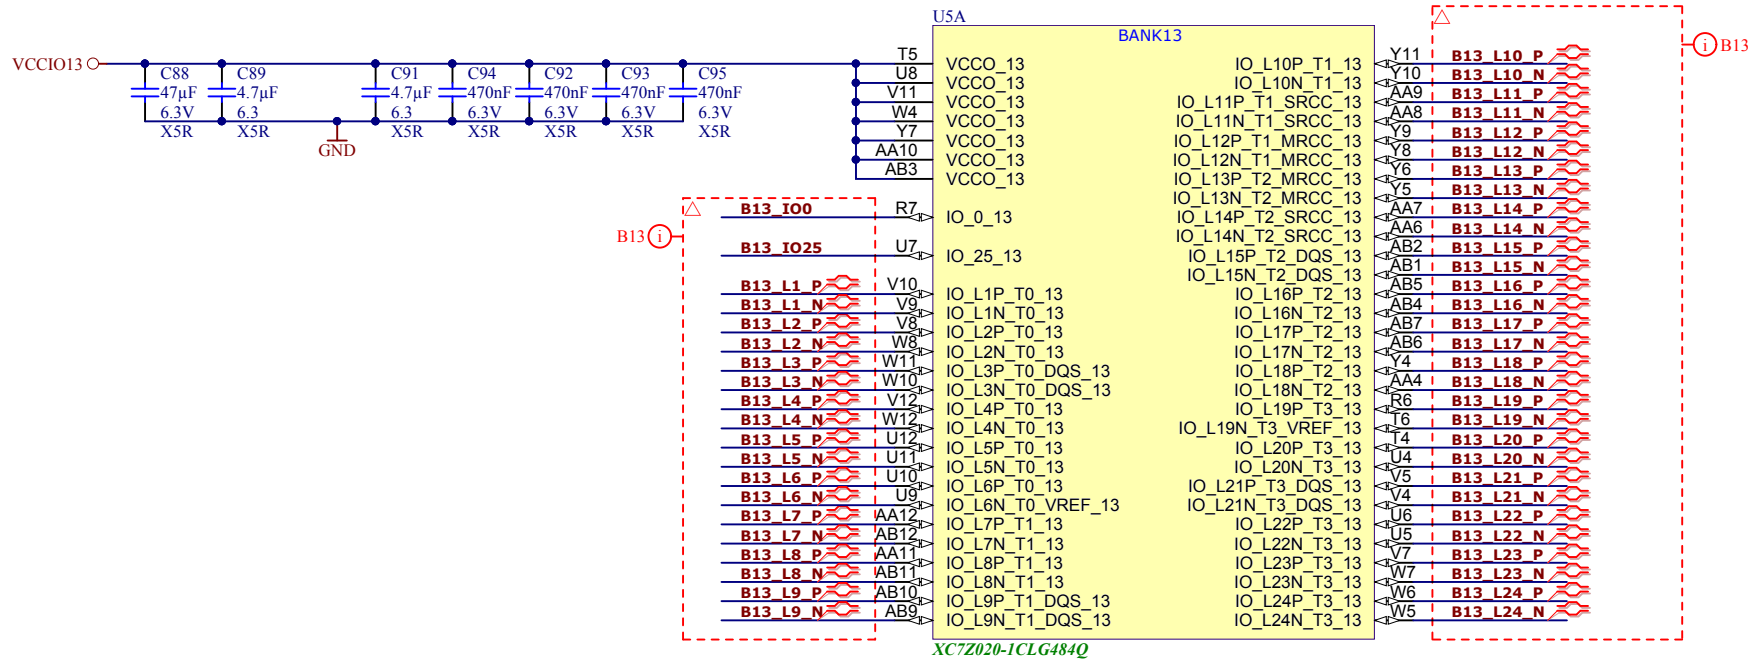 U5A
BANK13
VCCIO13
C88
47µF
6.3V
X5R
C89
4.7µF
6.3
X5R
GND
C91
4.7µF
6.3
X5R
C94
470nF
6.3V
X5R
C92
470nF
6.3V
X5R
C93
470nF
6.3V
X5R
C95
470nF
6.3V
X5R
T5 VCCO_13
U8 VCCO_13
V11 VCCO_13
W4 VCCO_13
Y7 VCCO_13
AA10 VCCO_13
AB3 VCCO_13
B13 i
B13_IO0 R7 IO_0_13
B13_IO25 U7 IO_25_13
B13_L1_P V10 IO_L1P_T0_13
B13_L1_N V9 IO_L1N_T0_13
B13_L2_P V8 IO_L2P_T0_13
B13_L2_N W8 IO_L2N_T0_13
B13_L3_P W11 IO_L3P_T0_DQS_13
B13_L3_N W10 IO_L3N_T0_DQS_13
B13_L4_P V12 IO_L4P_T0_13
B13_L4_N W12 IO_L4N_T0_13
B13_L5_P U12 IO_L5P_T0_13
B13_L5_N U11 IO_L5N_T0_13
B13_L6_P U10 IO_L6P_T0_13
B13_L6_N U9 IO_L6N_T0_VREF_13
B13_L7_P AA12 IO_L7P_T1_13
B13_L7_N AB12 IO_L7N_T1_13
B13_L8_P AA11 IO_L8P_T1_13
B13_L8_N AB11 IO_L8N_T1_13
B13_L9_P AB10 IO_L9P_T1_DQS_13
B13_L9_N AB9 IO_L9N_T1_DQS_13
i B13
IO_L10P_T1_13 Y11 B13_L10_P
IO_L10N_T1_13 Y10 B13_L10_N
IO_L11P_T1_SRCC_13 AA9 B13_L11_P
IO_L11N_T1_SRCC_13 AA8 B13_L11_N
IO_L12P_T1_MRCC_13 Y9 B13_L12_P
IO_L12N_T1_MRCC_13 Y8 B13_L12_N
IO_L13P_T2_MRCC_13 Y6 B13_L13_P
IO_L13N_T2_MRCC_13 Y5 B13_L13_N
IO_L14P_T2_SRCC_13 AA7 B13_L14_P
IO_L14N_T2_SRCC_13 AA6 B13_L14_N
IO_L15P_T2_DQS_13 AB2 B13_L15_P
IO_L15N_T2_DQS_13 AB1 B13_L15_N
IO_L16P_T2_13 AB5 B13_L16_P
IO_L16N_T2_13 AB4 B13_L16_N
IO_L17P_T2_13 AB7 B13_L17_P
IO_L17N_T2_13 AB6 B13_L17_N
IO_L18P_T2_13 Y4 B13_L18_P
IO_L18N_T2_13 AA4 B13_L18_N
IO_L19P_T3_13 R6 B13_L19_P
IO_L19N_T3_VREF_13 T6 B13_L19_N
IO_L20P_T3_13 T4 B13_L20_P
IO_L20N_T3_13 U4 B13_L20_N
IO_L21P_T3_DQS_13 V5 B13_L21_P
IO_L21N_T3_DQS_13 V4 B13_L21_N
IO_L22P_T3_13 U6 B13_L22_P
IO_L22N_T3_13 U5 B13_L22_N
IO_L23P_T3_13 V7 B13_L23_P
IO_L23N_T3_13 W7 B13_L23_N
IO_L24P_T3_13 W6 B13_L24_P
IO_L24N_T3_13 W5 B13_L24_N
XC7Z020-1CLG484Q